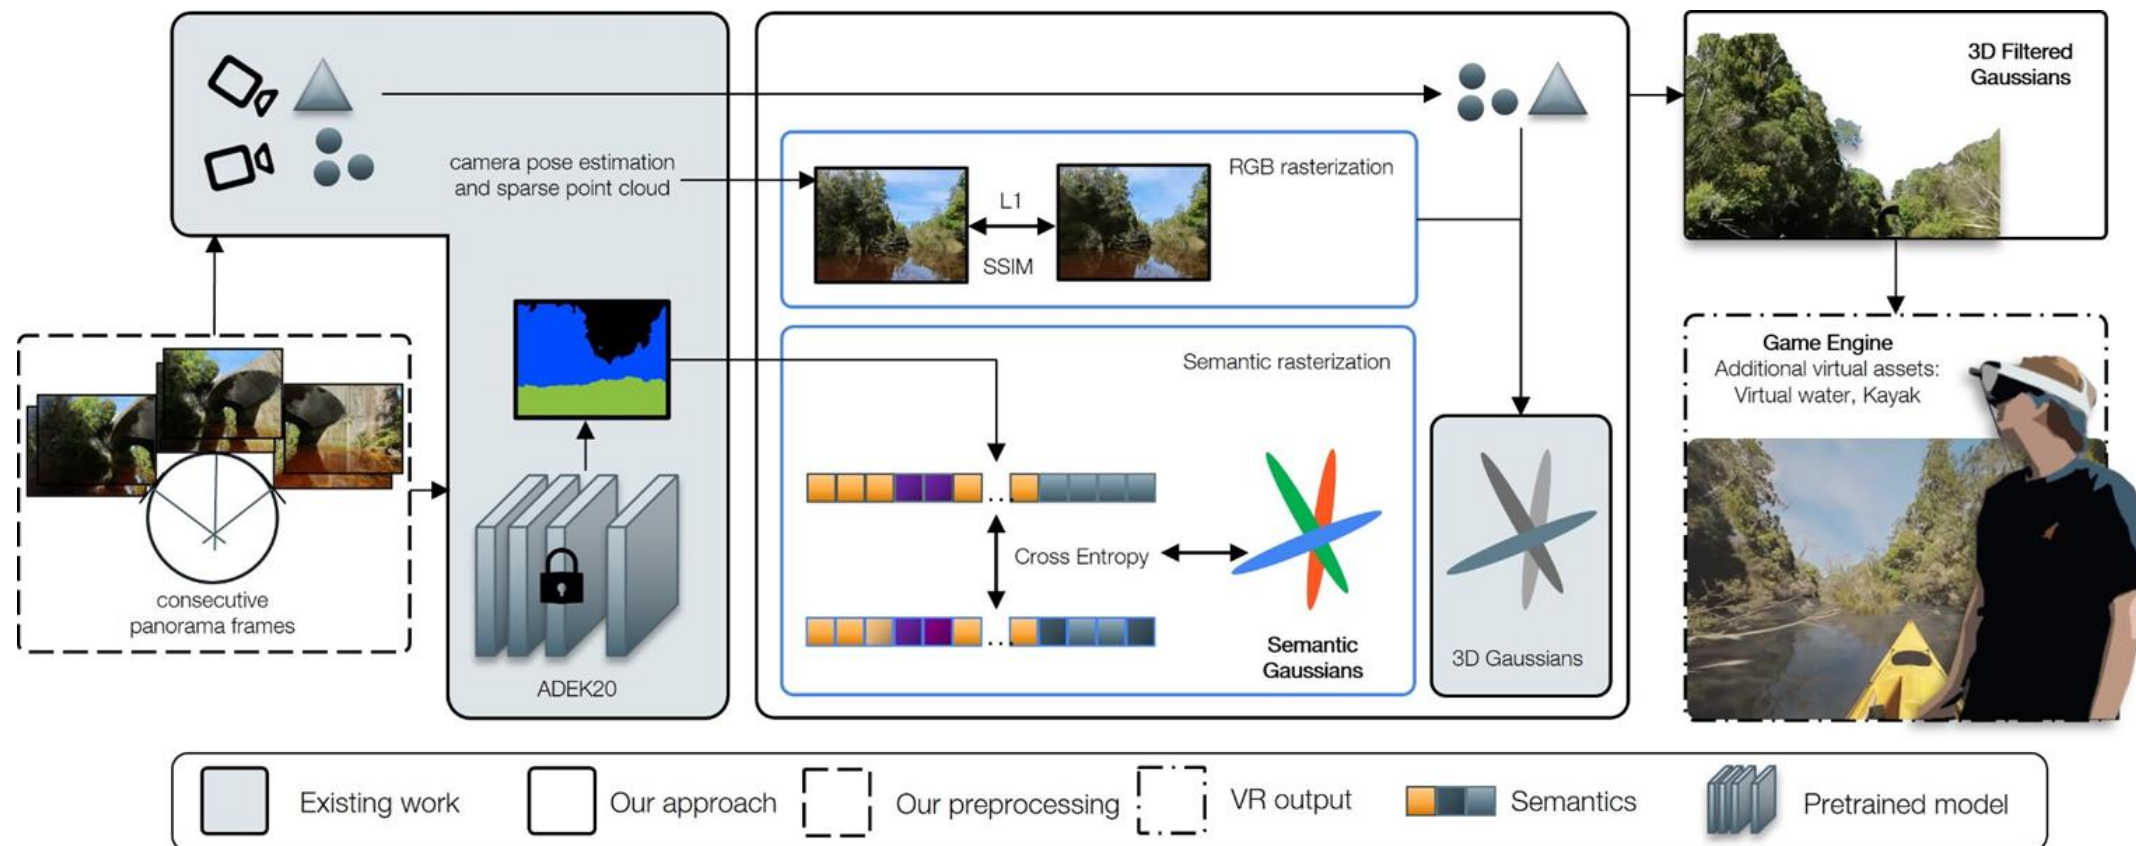 camera pose estimation
and sparse point cloud
consecutive
panorama frames
ADEK20
RGB rasterization
L1
SSIM
Semantic rasterization
...
Cross Entropy
...
Semantic
Gaussians
3D Gaussians
3D Filtered
Gaussians
Game Engine
Additional virtual assets:
Virtual water, Kayak
Existing work
Our approach
Our preprocessing
VR output
Semantics
Pretrained model